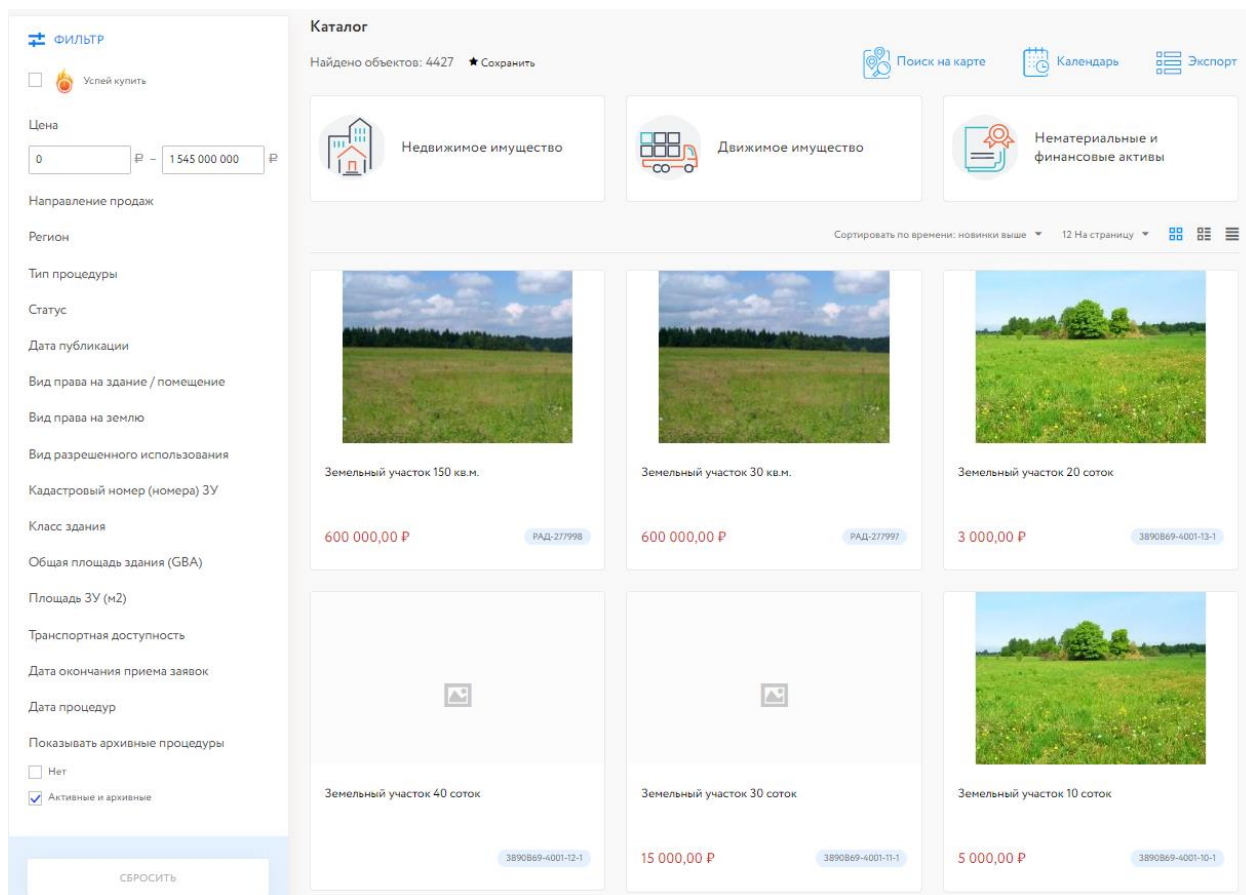 ФИЛЬТР
Успей купить
Цена
0 ₽ – 1 545 000 000 ₽
Направление продаж
Регион
Тип процедуры
Статус
Дата публикации
Вид права на здание / помещение
Вид права на землю
Вид разрешенного использования
Кадастровый номер (номера) ЗУ
Класс здания
Общая площадь здания (GBA)
Площадь ЗУ (м2)
Транспортная доступность
Дата окончания приема заявок
Дата процедур
Показывать архивные процедуры
Нет
Активные и архивные
СБРОСИТЬ
Каталог
Найдено объектов: 4427 Сохранить
Поиск на карте Календарь Экспорт
Недвижимое имущество
Движимое имущество
Нематериальные и
финансовые активы
Сортировать по времени: новинки выше 12 На страницу
Земельный участок 150 кв.м.
600 000,00 ₽ РАД-277998
Земельный участок 30 кв.м.
600 000,00 ₽ РАД-277997
Земельный участок 20 соток
3 000,00 ₽ 3890В69-4001-13-1
Земельный участок 40 соток
3890В69-4001-12-1
Земельный участок 30 соток
15 000,00 ₽ 3890В69-4001-11-1
Земельный участок 10 соток
5 000,00 ₽ 3890В69-4001-10-1